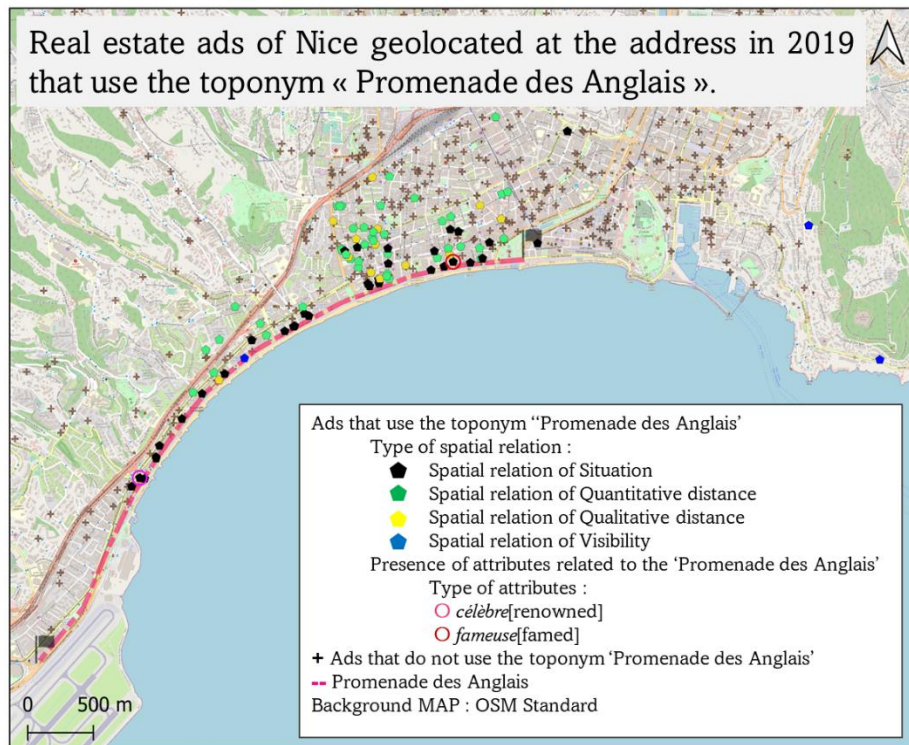 Real estate ads of Nice geolocated at the address in 2019
that use the toponym « Promenade des Anglais ».
Ads that use the toponym ‘‘Promenade des Anglais’
Type of spatial relation :
Spatial relation of Situation
Spatial relation of Quantitative distance
Spatial relation of Qualitative distance
Spatial relation of Visibility
Presence of attributes related to the ‘Promenade des Anglais’
Type of attributes :
célèbre[renowned]
fameuse[famed]
Ads that do not use the toponym ‘Promenade des Anglais’
Promenade des Anglais
Background MAP : OSM Standard
0 500 m